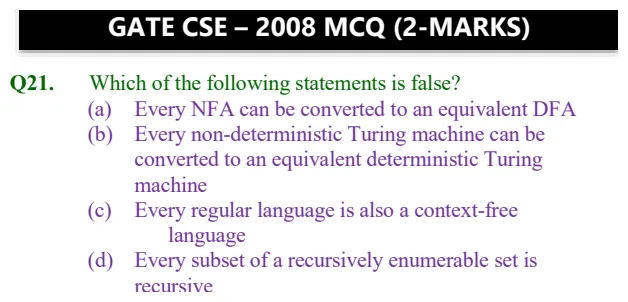 GATE CSE – 2008 MCQ (2-MARKS)
Q21. Which of the following statements is false?
(a) Every NFA can be converted to an equivalent DFA
(b) Every non-deterministic Turing machine can be
converted to an equivalent deterministic Turing
machine
(c) Every regular language is also a context-free
language
(d) Every subset of a recursively enumerable set is
recursive